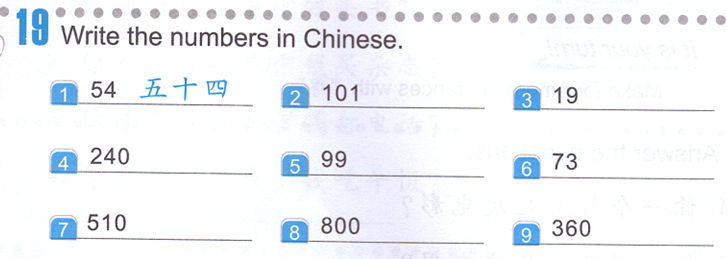 19 Write the numbers in Chinese.
1 54 五十四 2 101 3 19
4 240 5 99 6 73
7 510 8 800 9 360